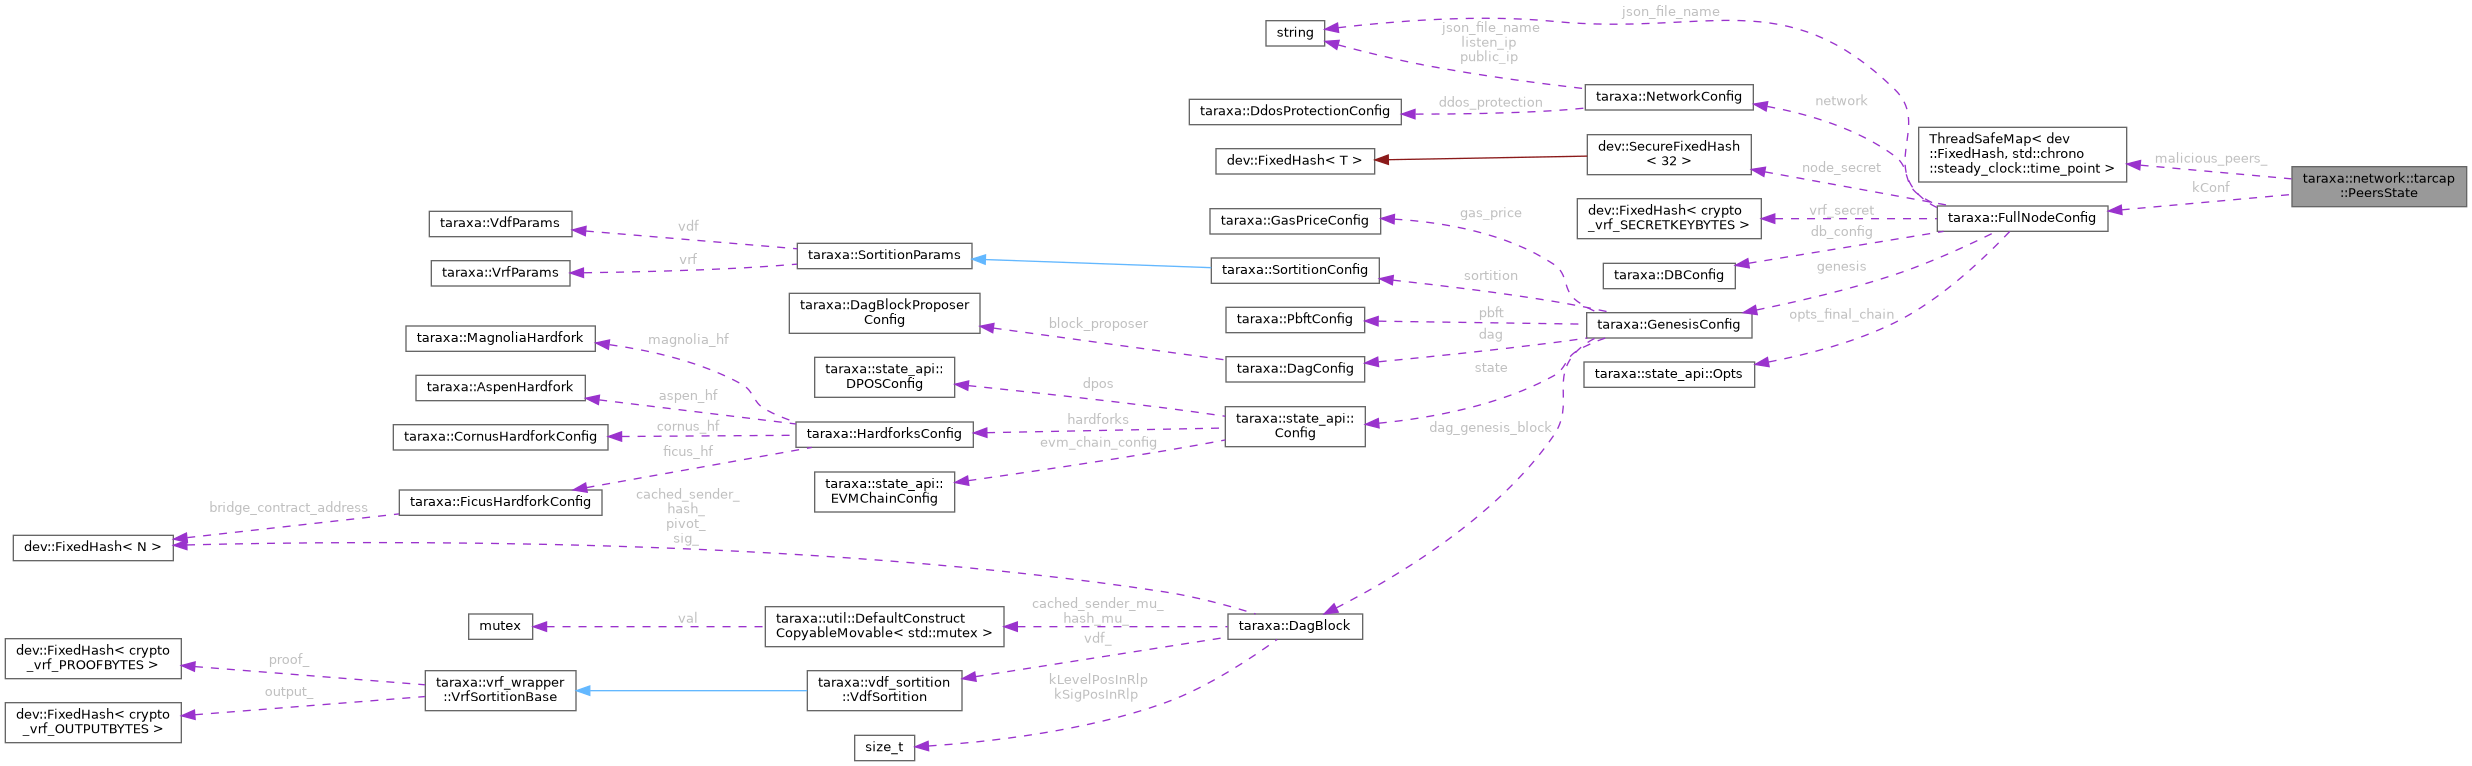 json_file_name
string
json_file_name
listen_ip
public_ip
taraxa::NetworkConfig
network
ddos_protection
taraxa::DdosProtectionConfig
ThreadSafeMap< dev
::FixedHash, std::chrono
::steady_clock::time_point >
malicious_peers_
taraxa::network::tarcap
::PeersState
kConf
dev::SecureFixedHash
< 32 >
dev::FixedHash< T >
node_secret
dev::FixedHash< crypto
_vrf_SECRETKEYBYTES >
vrf_secret
taraxa::FullNodeConfig
db_config
taraxa::GasPriceConfig
gas_price
taraxa::VdfParams
vdf
taraxa::SortitionParams
vrf
taraxa::VrfParams
taraxa::SortitionConfig
sortition
taraxa::DBConfig
genesis
taraxa::DagBlockProposer
Config
block_proposer
taraxa::PbftConfig
pbft
taraxa::GenesisConfig
opts_final_chain
dag
taraxa::MagnoliaHardfork
magnolia_hf
taraxa::state_api::
DPOSConfig
dpos
taraxa::DagConfig
state
taraxa::state_api::Opts
taraxa::AspenHardfork
aspen_hf
taraxa::CornusHardforkConfig
cornus_hf
taraxa::HardforksConfig
hardforks
taraxa::state_api::
Config
dag_genesis_block
evm_chain_config
ficus_hf
taraxa::state_api::
EVMChainConfig
taraxa::FicusHardforkConfig
bridge_contract_address
cached_sender_
hash_
pivot_
sig_
dev::FixedHash< N >
mutex
val
taraxa::util::DefaultConstruct
CopyableMovable< std::mutex >
cached_sender_mu_
hash_mu_
taraxa::DagBlock
vdf_
dev::FixedHash< crypto
_vrf_PROOFBYTES >
proof_
taraxa::vrf_wrapper
::VrfSortitionBase
taraxa::vdf_sortition
::VdfSortition
kLevelPosInRlp
kSigPosInRlp
output_
dev::FixedHash< crypto
_vrf_OUTPUTBYTES >
size_t